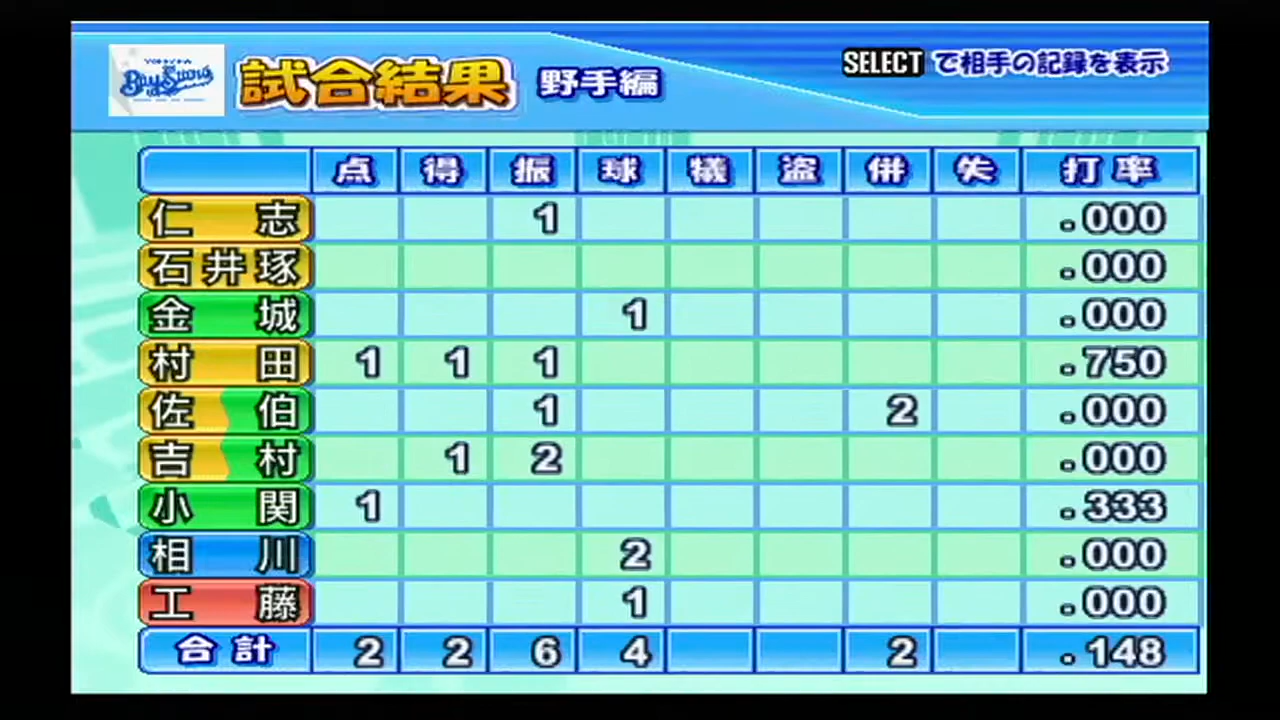 BayStars 試合結果 野手編 SELECT で相手の記録を表示
点 得 振 球 犠 盗 併 失 打率
仁志 1 .000
石井琢 .000
金城 1 .000
村田 1 1 1 .750
佐伯 1 2 .000
吉村 1 2 .000
小関 1 .333
相川 2 .000
工藤 1 .000
合計 2 2 6 4 2 .148